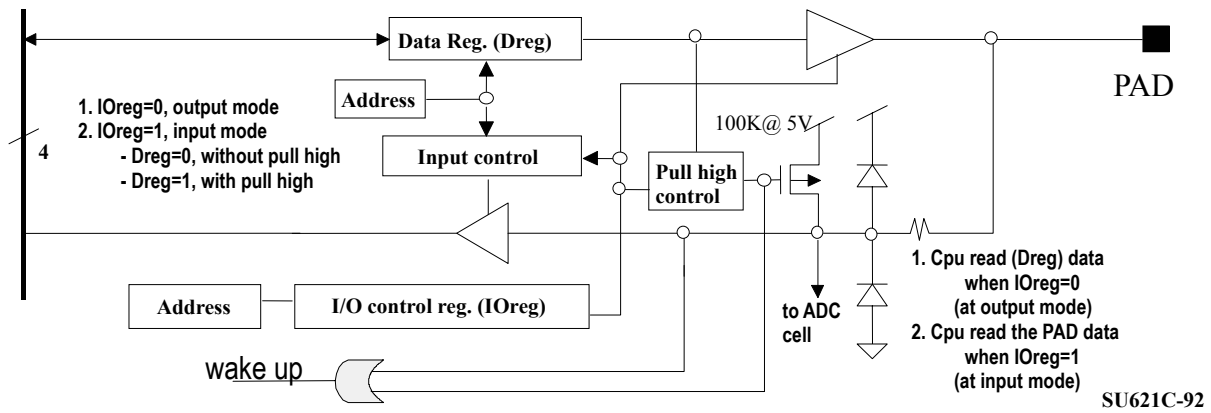 Data Reg. (Dreg)
PAD
Address
1. IOreg=0, output mode
2. IOreg=1, input mode
- Dreg=0, without pull high
- Dreg=1, with pull high
4
Input control
100K@ 5V
Pull high
control
1. Cpu read (Dreg) data
when IOreg=0
(at output mode)
2. Cpu read the PAD data
when IOreg=1
(at input mode)
Address
I/O control reg. (IOreg)
to ADC
cell
wake up
SU621C-92